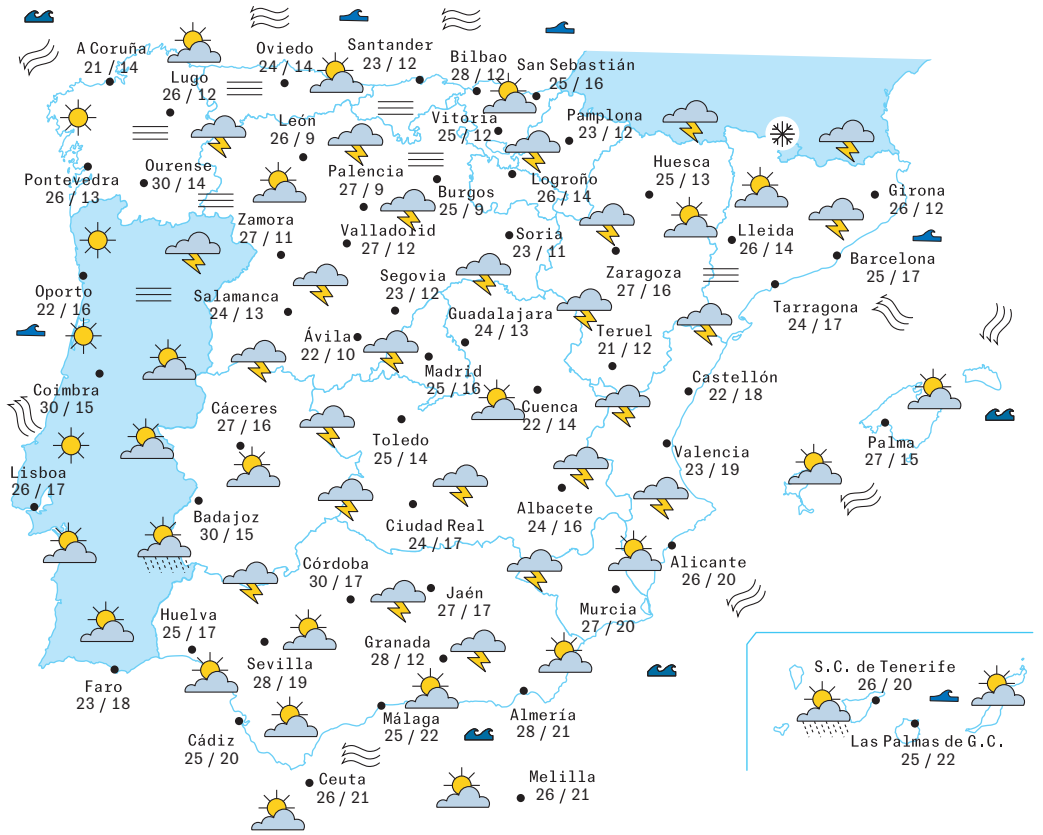 A Coruña
21 / 14
Lugo
26 / 12
Oviedo
24 / 14
Santander
23 / 12
Bilbao
28 / 12
San Sebastián
25 / 16
Vitoria
25 / 12
Pamplona
23 / 12
León
26 / 9
Palencia
27 / 9
Burgos
25 / 9
Logroño
26 / 14
Huesca
25 / 13
Girona
26 / 12
Pontevedra
26 / 13
Ourense
30 / 14
Zamora
27 / 11
Valladolid
27 / 12
Soria
23 / 11
Zaragoza
27 / 16
Lleida
26 / 14
Barcelona
25 / 17
Tarragona
24 / 17
Oporto
22 / 16
Salamanca
24 / 13
Segovia
23 / 12
Guadalajara
24 / 13
Ávila
22 / 10
Madrid
25 / 16
Teruel
21 / 12
Castellón
22 / 18
Coimbra
30 / 15
Cáceres
27 / 16
Toledo
25 / 14
Cuenca
22 / 14
Valencia
23 / 19
Palma
27 / 15
Lisboa
26 / 17
Badajoz
30 / 15
Ciudad Real
24 / 17
Albacete
24 / 16
Alicante
26 / 20
Córdoba
30 / 17
Jaén
27 / 17
Murcia
27 / 20
Huelva
25 / 17
Sevilla
28 / 19
Granada
28 / 12
Faro
23 / 18
Cádiz
25 / 20
Málaga
25 / 22
Almería
28 / 21
Ceuta
26 / 21
Melilla
26 / 21
S.C. de Tenerife
26 / 20
Las Palmas de G.C.
25 / 22